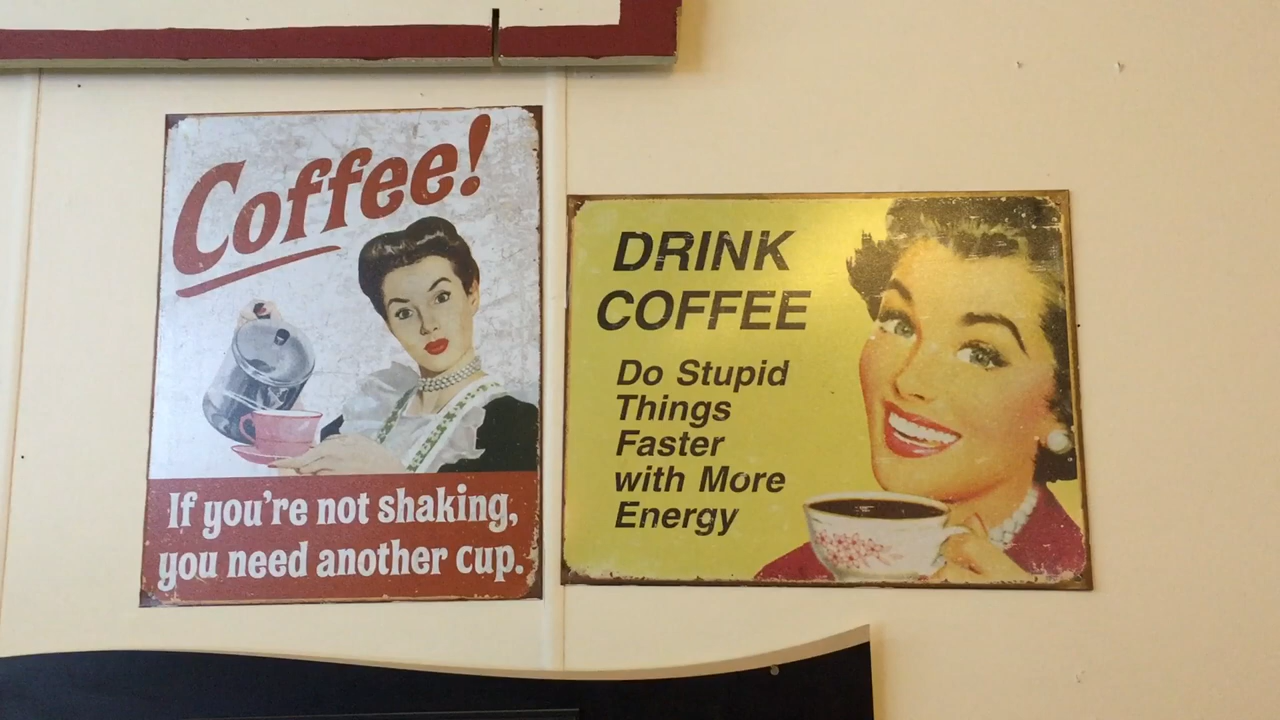 Coffee!
If you're not shaking,
you need another cup.
DRINK
COFFEE
Do Stupid
Things
Faster
with More
Energy